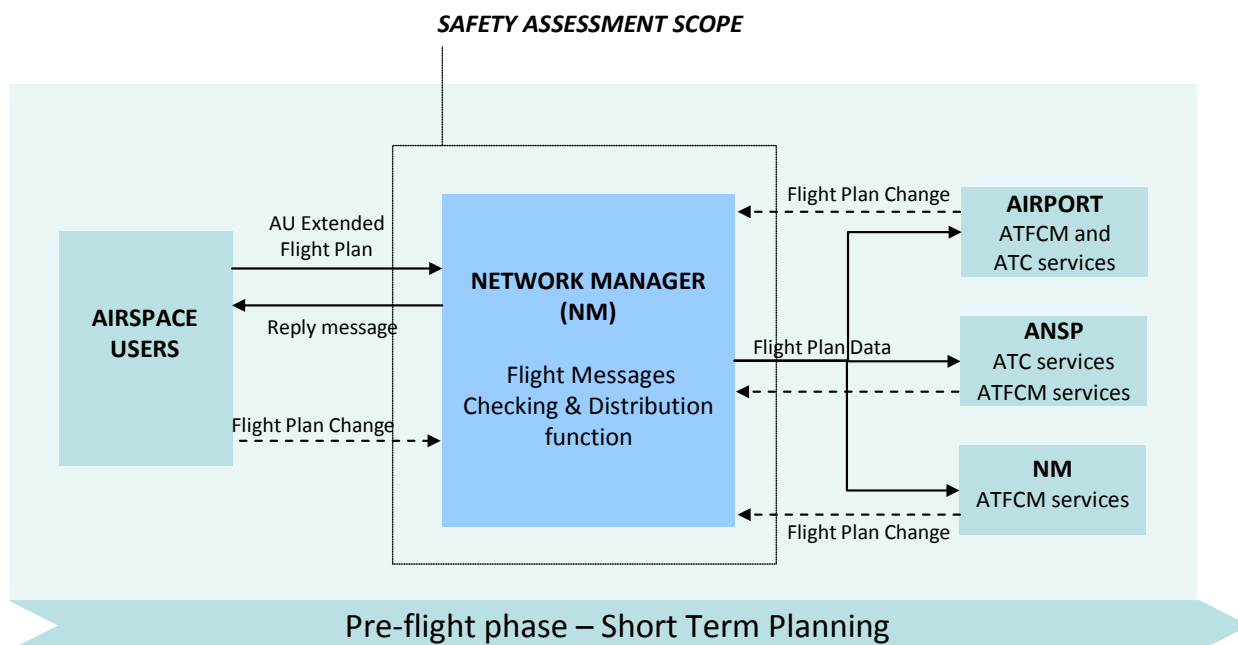 SAFETY ASSESSMENT SCOPE
AIRSPACE
USERS
AU Extended
Flight Plan
Reply message
Flight Plan Change
NETWORK MANAGER
(NM)
Flight Messages
Checking & Distribution
function
Flight Plan Change
Flight Plan Data
Flight Plan Change
AIRPORT
ATFCM and
ATC services
ANSP
ATC services
ATFCM services
NM
ATFCM services
Pre-flight phase – Short Term Planning